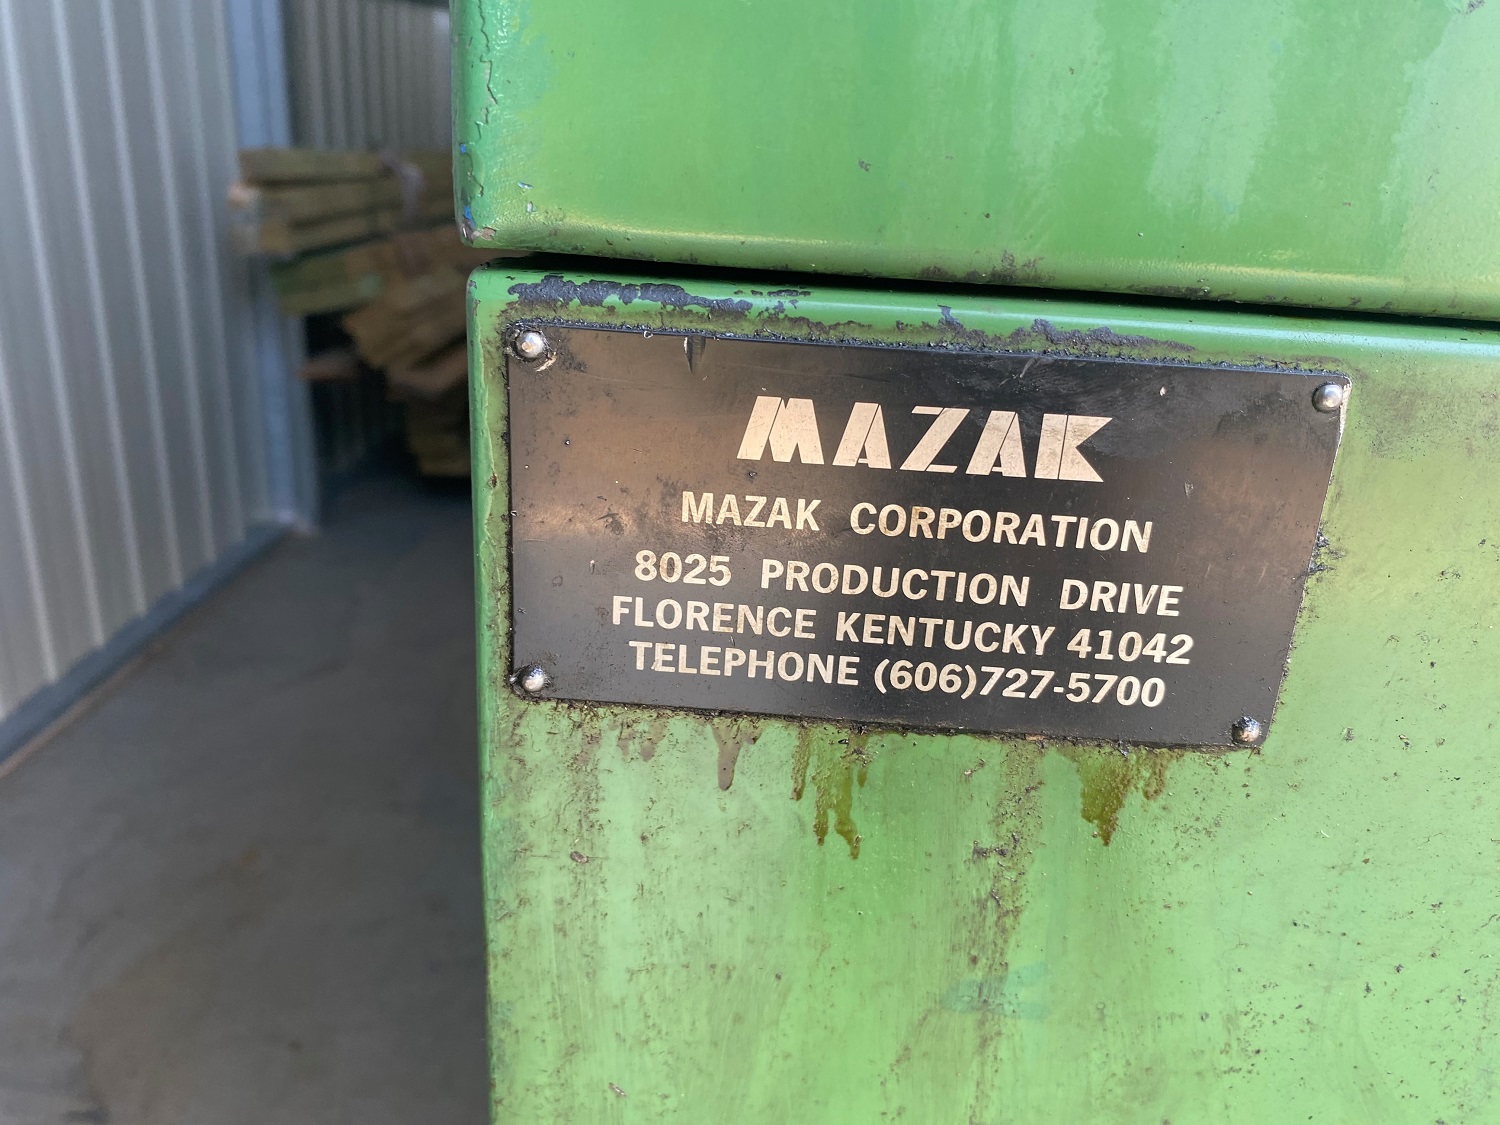 MAZAK
MAZAK CORPORATION
8025 PRODUCTION DRIVE
FLORENCE KENTUCKY 41042
TELEPHONE (606)727-5700